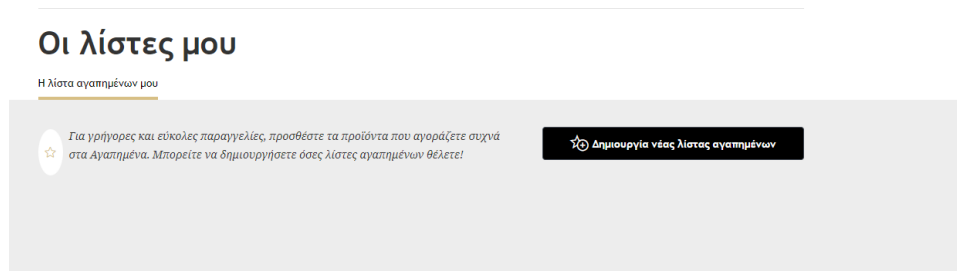 Οι λίστες μου
Η λίστα αγαπημένων μου
Για γρήγορες και εύκολες παραγγελίες, προσθέστε τα προϊόντα που αγοράζετε συχνά
στα Αγαπημένα. Μπορείτε να δημιουργήσετε όσες λίστες αγαπημένων θέλετε!
Δημιουργία νέας λίστας αγαπημένων